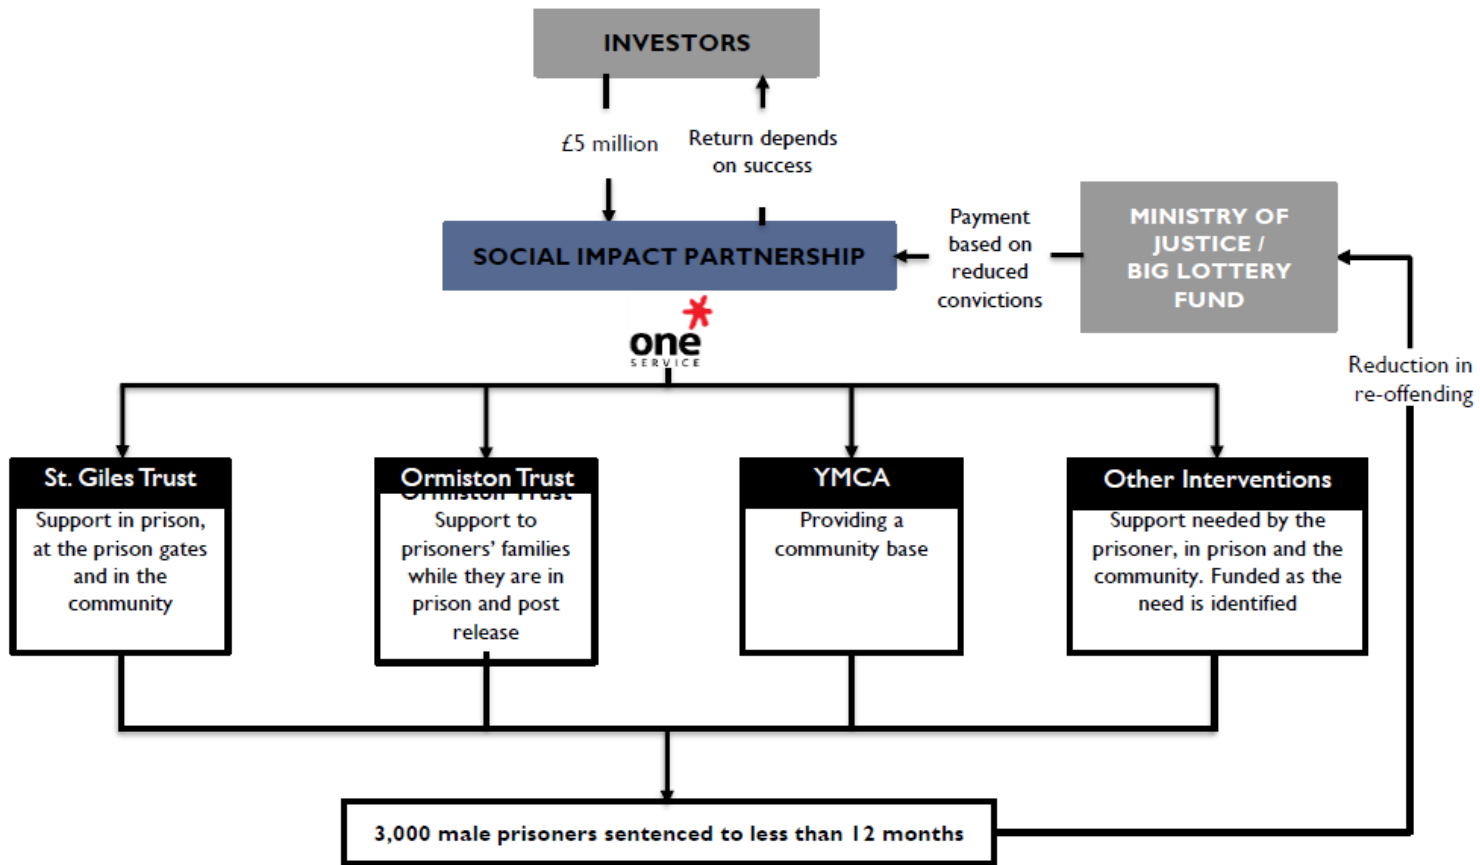 INVESTORS
£5 million
Return depends
on success
SOCIAL IMPACT PARTNERSHIP
Payment
based on
reduced
convictions
MINISTRY OF
JUSTICE /
BIG LOTTERY
FUND
one
SERVICE
Reduction in
re-offending
St. Giles Trust
Support in prison,
at the prison gates
and in the
community
Ormiston Trust
Ormiston Trust
Support to
prisoners' families
while they are in
prison and post
release
YMCA
Providing a
community base
Other Interventions
Support needed by the
prisoner, in prison and the
community. Funded as the
need is identified
3,000 male prisoners sentenced to less than 12 months